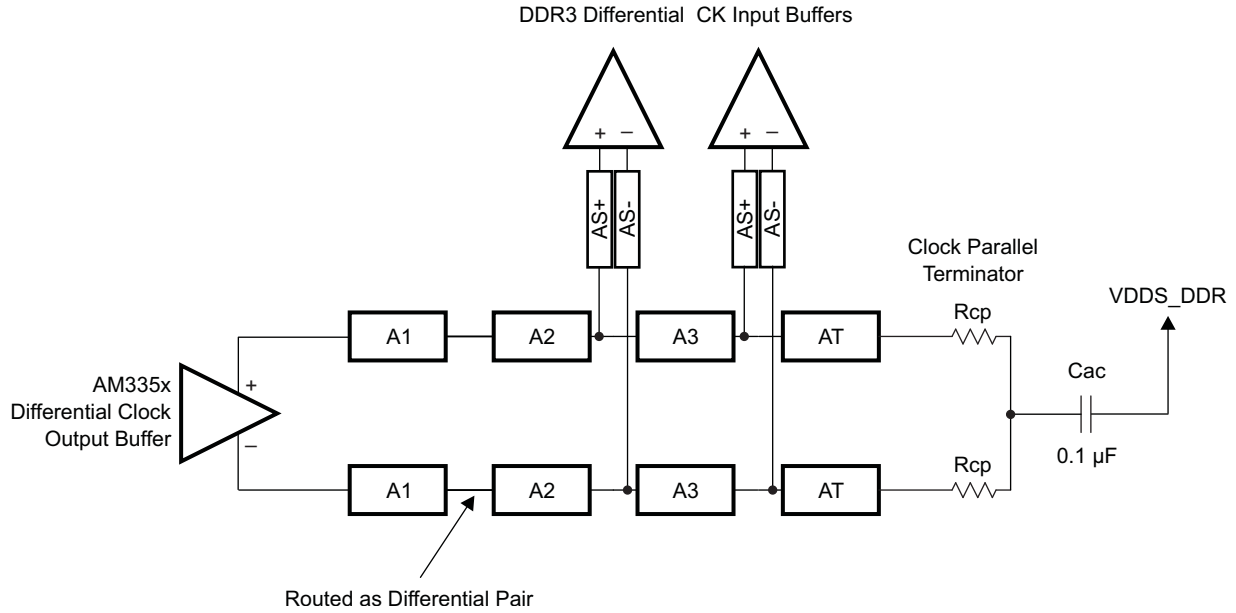 DDR3 Differential CK Input Buffers
+ – + –
AS+ AS- AS+ AS-
Clock Parallel
Terminator
VDDS_DDR
A1 A2 A3 AT Rcp
AM335x
Differential Clock
Output Buffer
+
–
Cac
0.1 µF
A1 A2 A3 AT Rcp
Routed as Differential Pair